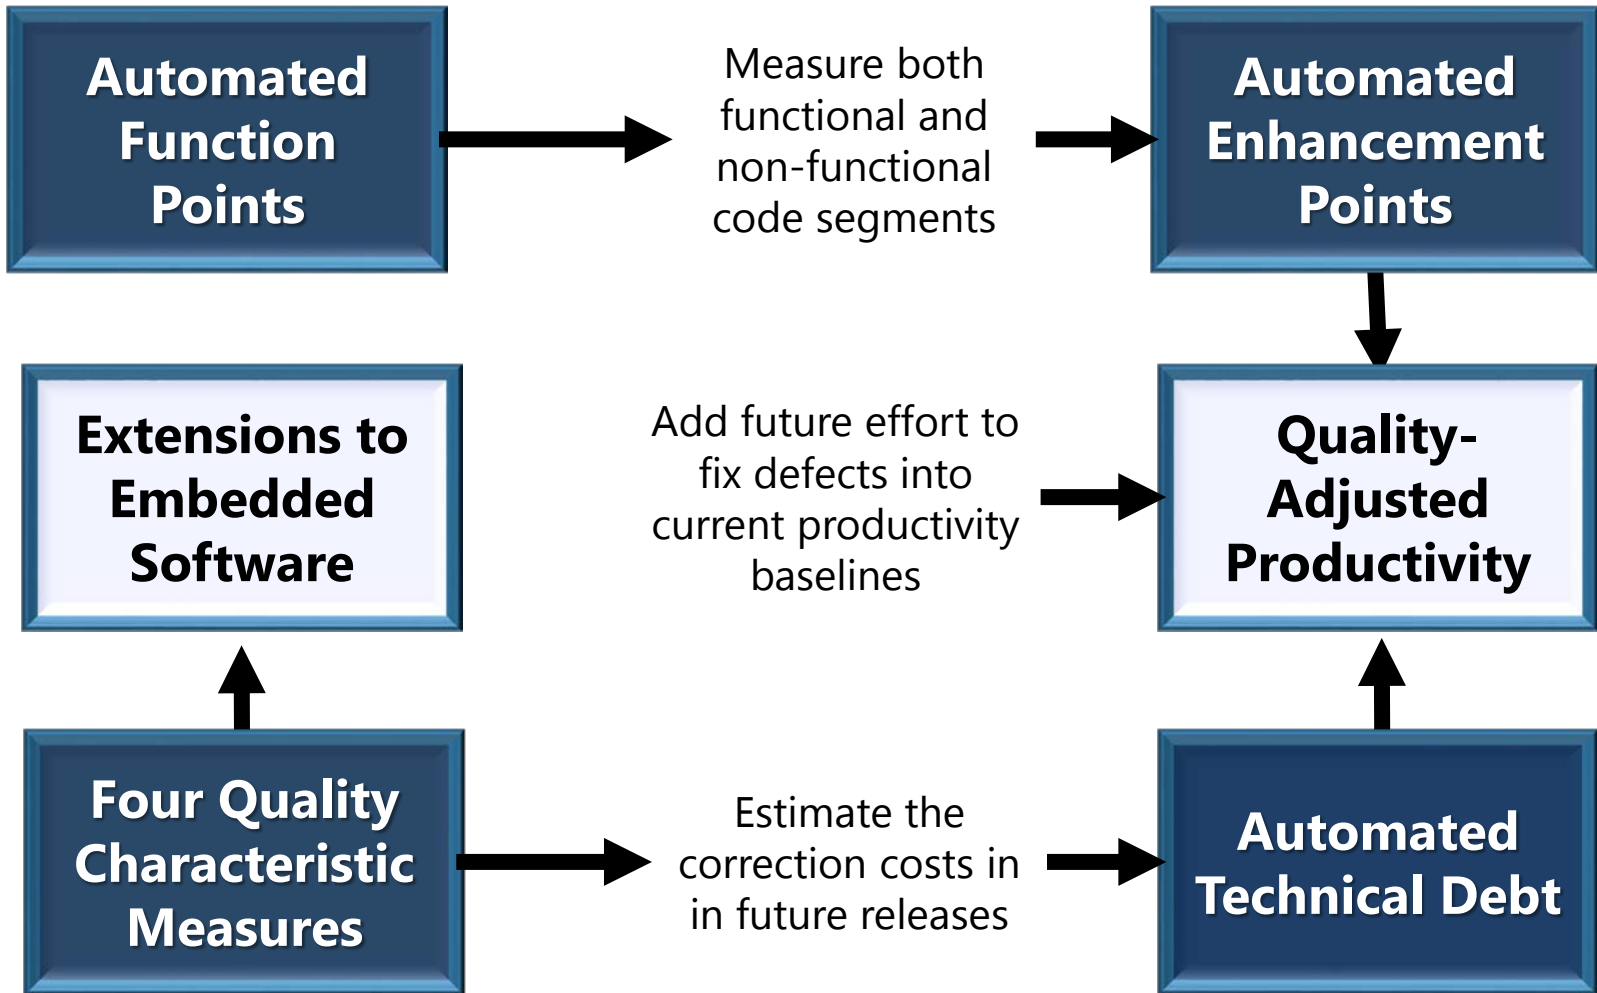 Automated
Function
Points
Measure both
functional and
non-functional
code segments
Automated
Enhancement
Points
Extensions to
Embedded
Software
Add future effort to
fix defects into
current productivity
baselines
Quality-
Adjusted
Productivity
Four Quality
Characteristic
Measures
Estimate the
correction costs in
in future releases
Automated
Technical Debt